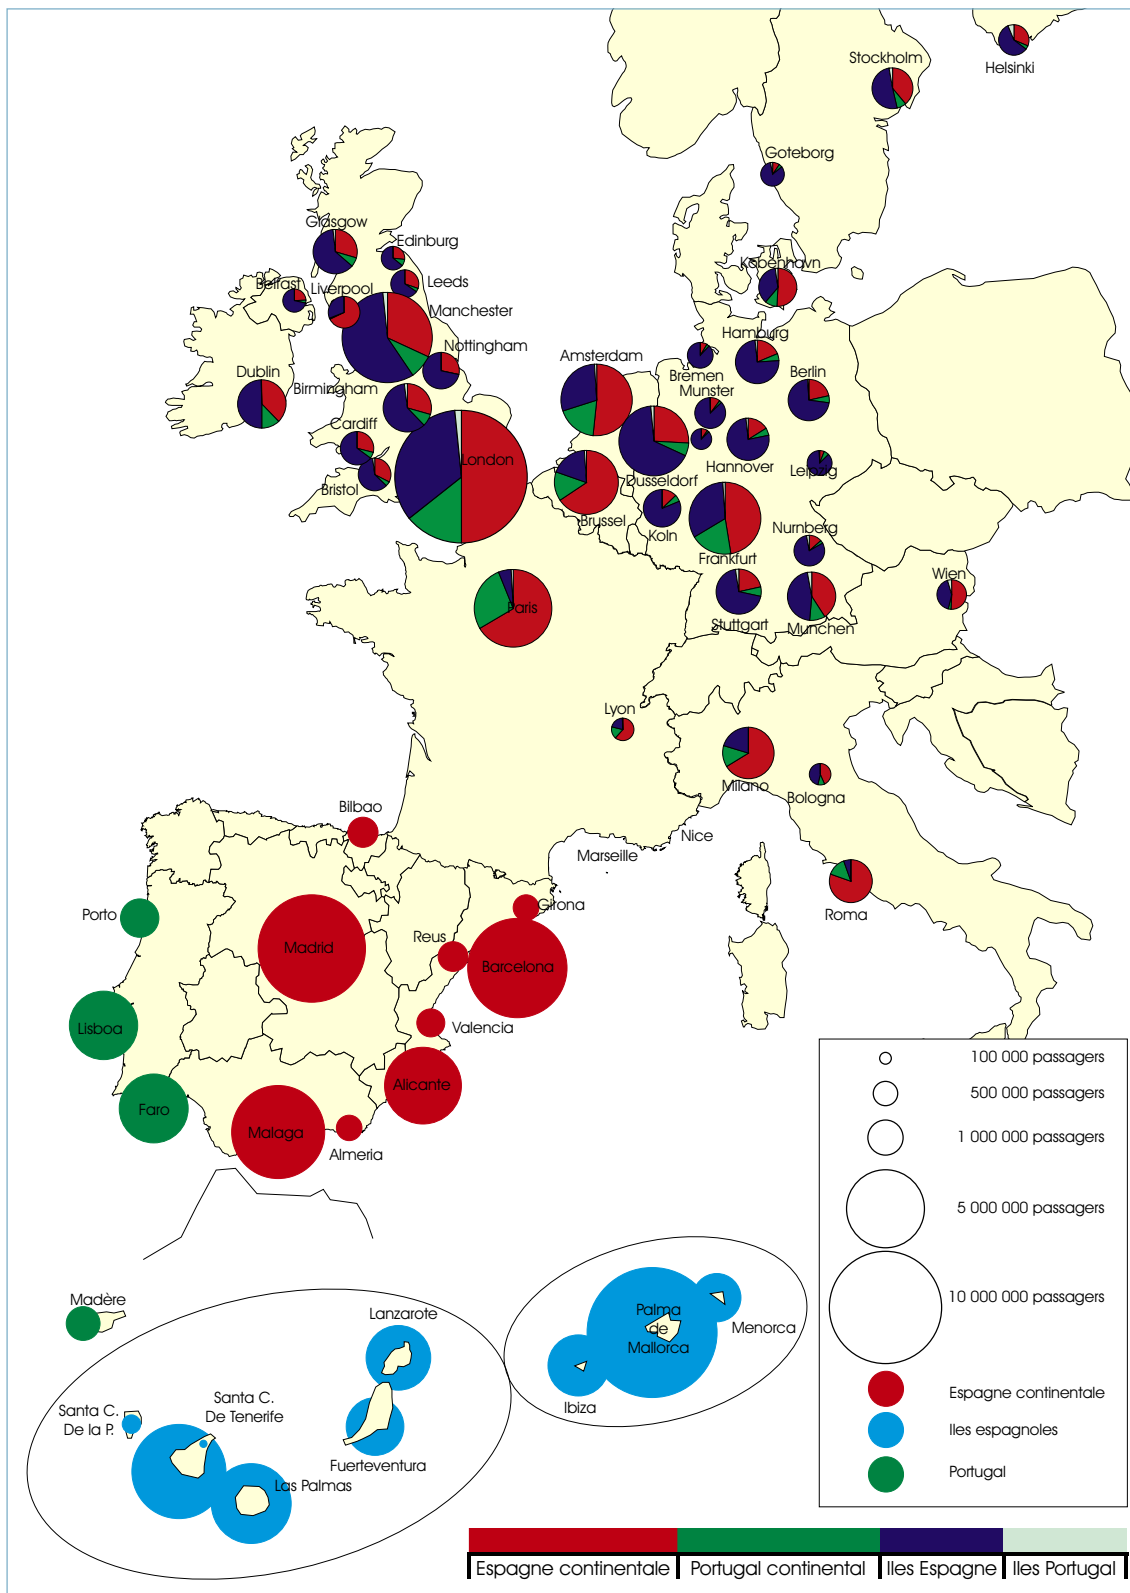 Stockholm
Helsinki
Goteborg
Glasgow
Edinburg
Kobenhavn
Belfast
Liverpool
Leeds
Manchester
Hamburg
Nottingham
Amsterdam
Bremen
Dublin
Birmingham
Munster
Berlin
Cardiff
London
Hannover
Leipzig
Bristol
Dusseldorf
Brussel
Koln
Nurnberg
Frankfurt
Wien
Paris
Stuttgart
Munchen
Lyon
Milano
Bologna
Bilbao
Nice
Marseille
Girona
Roma
Porto
Madrid
Reus
Barcelona
Lisboa
Valencia
Alicante
Faro
Malaga
Almeria
100 000 passagers
500 000 passagers
1 000 000 passagers
5 000 000 passagers
10 000 000 passagers
Espagne continentale
Iles espagnoles
Portugal
Madère
Lanzarote
Palma
de
Mallorca
Menorca
Ibiza
Santa C.
De la P.
Santa C.
De Tenerife
Fuerteventura
Las Palmas
Espagne continentale
Portugal continental
Iles Espagne
Iles Portugal